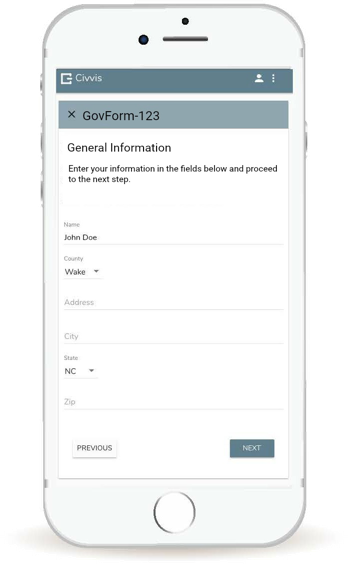 Civvis
GovForm-123
General Information
Enter your information in the fields below and proceed
to the next step.
Name
John Doe
County
Wake
Address
City
State
NC
Zip
PREVIOUS
NEXT